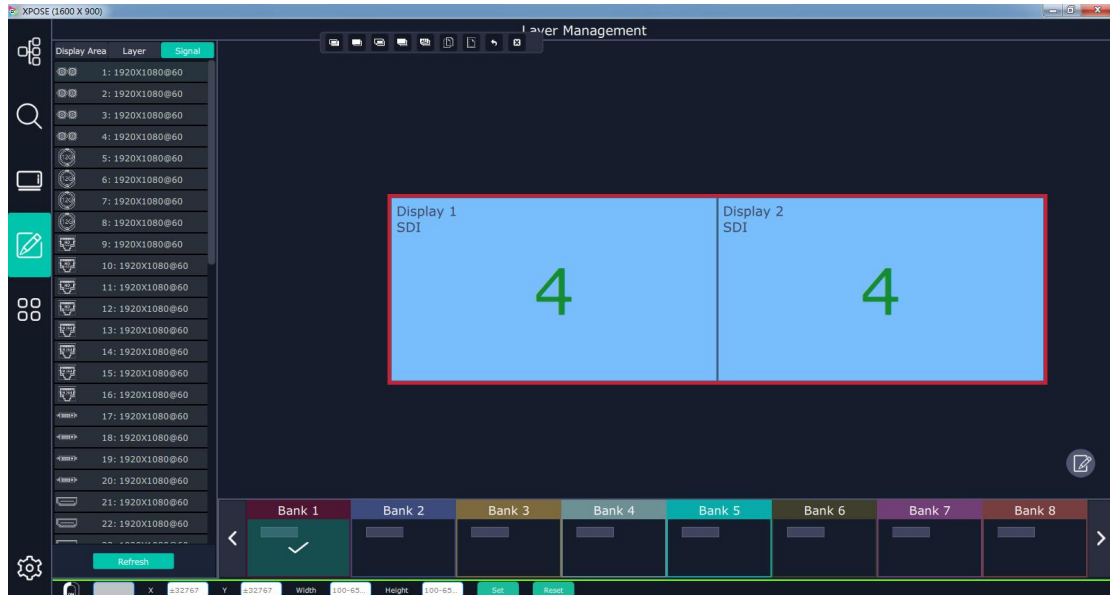 XPOSE (1600 X 900)
Layer Management
Display Area Layer Signal
1: 1920X1080@60
2: 1920X1080@60
3: 1920X1080@60
4: 1920X1080@60
5: 1920X1080@60
6: 1920X1080@60
7: 1920X1080@60
8: 1920X1080@60
9: 1920X1080@60
10: 1920X1080@60
11: 1920X1080@60
12: 1920X1080@60
13: 1920X1080@60
14: 1920X1080@60
15: 1920X1080@60
16: 1920X1080@60
17: 1920X1080@60
18: 1920X1080@60
19: 1920X1080@60
20: 1920X1080@60
21: 1920X1080@60
22: 1920X1080@60
Refresh
Display 1
SDI
4
Display 2
SDI
4
Bank 1 Bank 2 Bank 3 Bank 4 Bank 5 Bank 6 Bank 7 Bank 8
X ±32767 Y ±32767 Width 100-65... Height 100-65... Set Reset